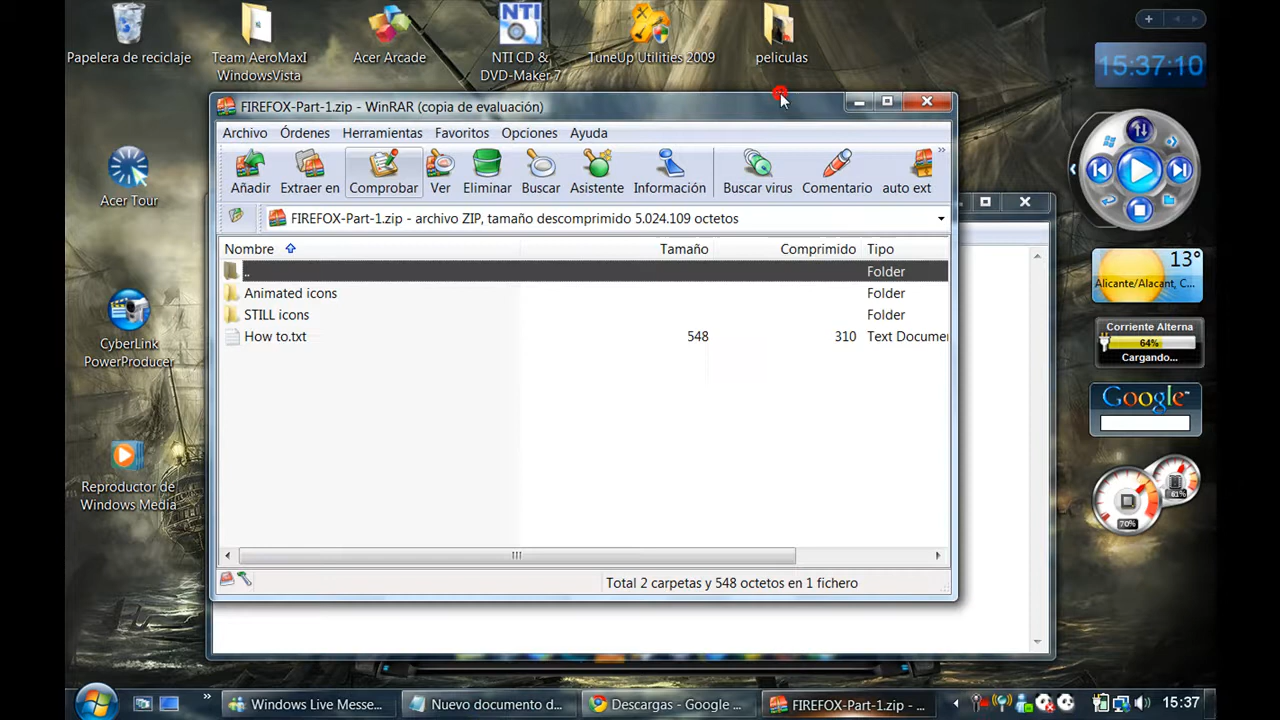 Papelera de reciclaje
Team AeroMaxI
WindowsVista
Acer Arcade
NTI
NTI CD &
DVD-Maker 7
TuneUp Utilities 2009
peliculas
15:37:10
FIREFOX-Part-1.zip - WinRAR (copia de evaluación)
Archivo Órdenes Herramientas Favoritos Opciones Ayuda
Añadir Extraer en Comprobar Ver Eliminar Buscar Asistente Información Buscar virus Comentario auto ext
FIREFOX-Part-1.zip - archivo ZIP, tamaño descomprimido 5.024.109 octetos
Nombre Tamaño Comprimido Tipo
.. Folder
Animated icons Folder
STILL icons Folder
How to.txt 548 310 Text Docume
Total 2 carpetas y 548 octetos en 1 fichero
Acer Tour
CyberLink
PowerProducer
Reproductor de
Windows Media
13°
Alicante/Alacant, C...
Corriente Alterna
64%
Cargando...
Google
61%
70%
Windows Live Mess...
Nuevo documento d...
Descargas - Google ...
FIREFOX-Part-1.zip - ...
15:37